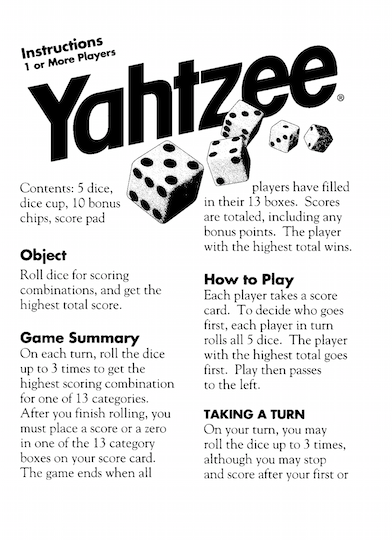 Instructions
1 or More Players
Yahtzee®
Contents: 5 dice,
dice cup, 10 bonus
chips, score pad
Object
Roll dice for scoring
combinations, and get the
highest total score.
Game Summary
On each turn, roll the dice
up to 3 times to get the
highest scoring combination
for one of 13 categories.
After you finish rolling, you
must place a score or a zero
in one of the 13 category
boxes on your score card.
The game ends when all
players have filled
in their 13 boxes. Scores
are totaled, including any
bonus points. The player
with the highest total wins.
How to Play
Each player takes a score
card. To decide who goes
first, each player in turn
rolls all 5 dice. The player
with the highest total goes
first. Play then passes
to the left.
TAKING A TURN
On your turn, you may
roll the dice up to 3 times,
although you may stop
and score after your first or